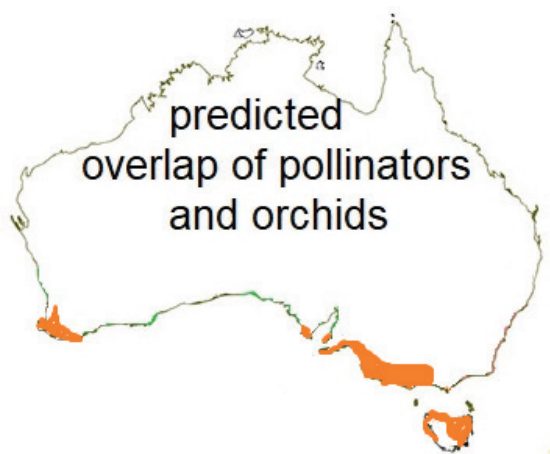 predicted
overlap of pollinators
and orchids